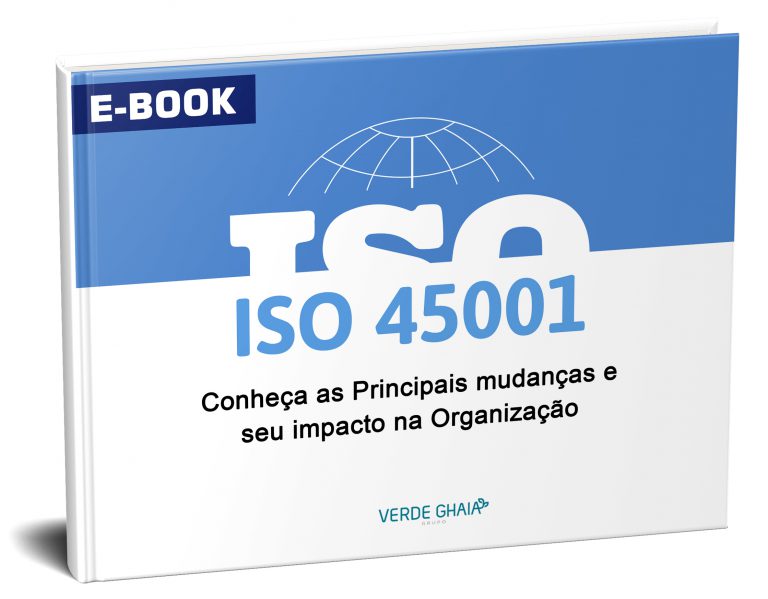 E-BOOK
ISO
ISO 45001
Conheça as Principais mudanças e
seu impacto na Organização
VERDE GHAIA
GRUPO